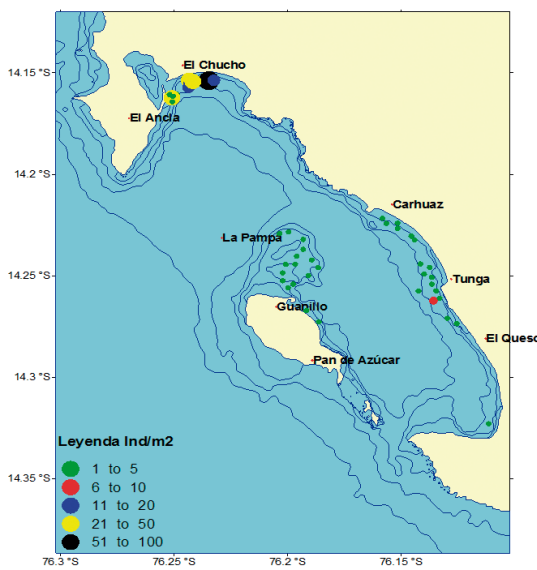 14.15 °S
El Chucho
El Ancla
14.2 °S
Carhuaz
La Pampa
14.25 °S
Tunga
Guanillo
El Queso
14.3 °S
Pan de Azúcar
Leyenda Ind/m2
14.35 °S
1 to 5
6 to 10
11 to 20
21 to 50
51 to 100
76.3 °W
76.25 °W
76.2 °W
76.15 °W